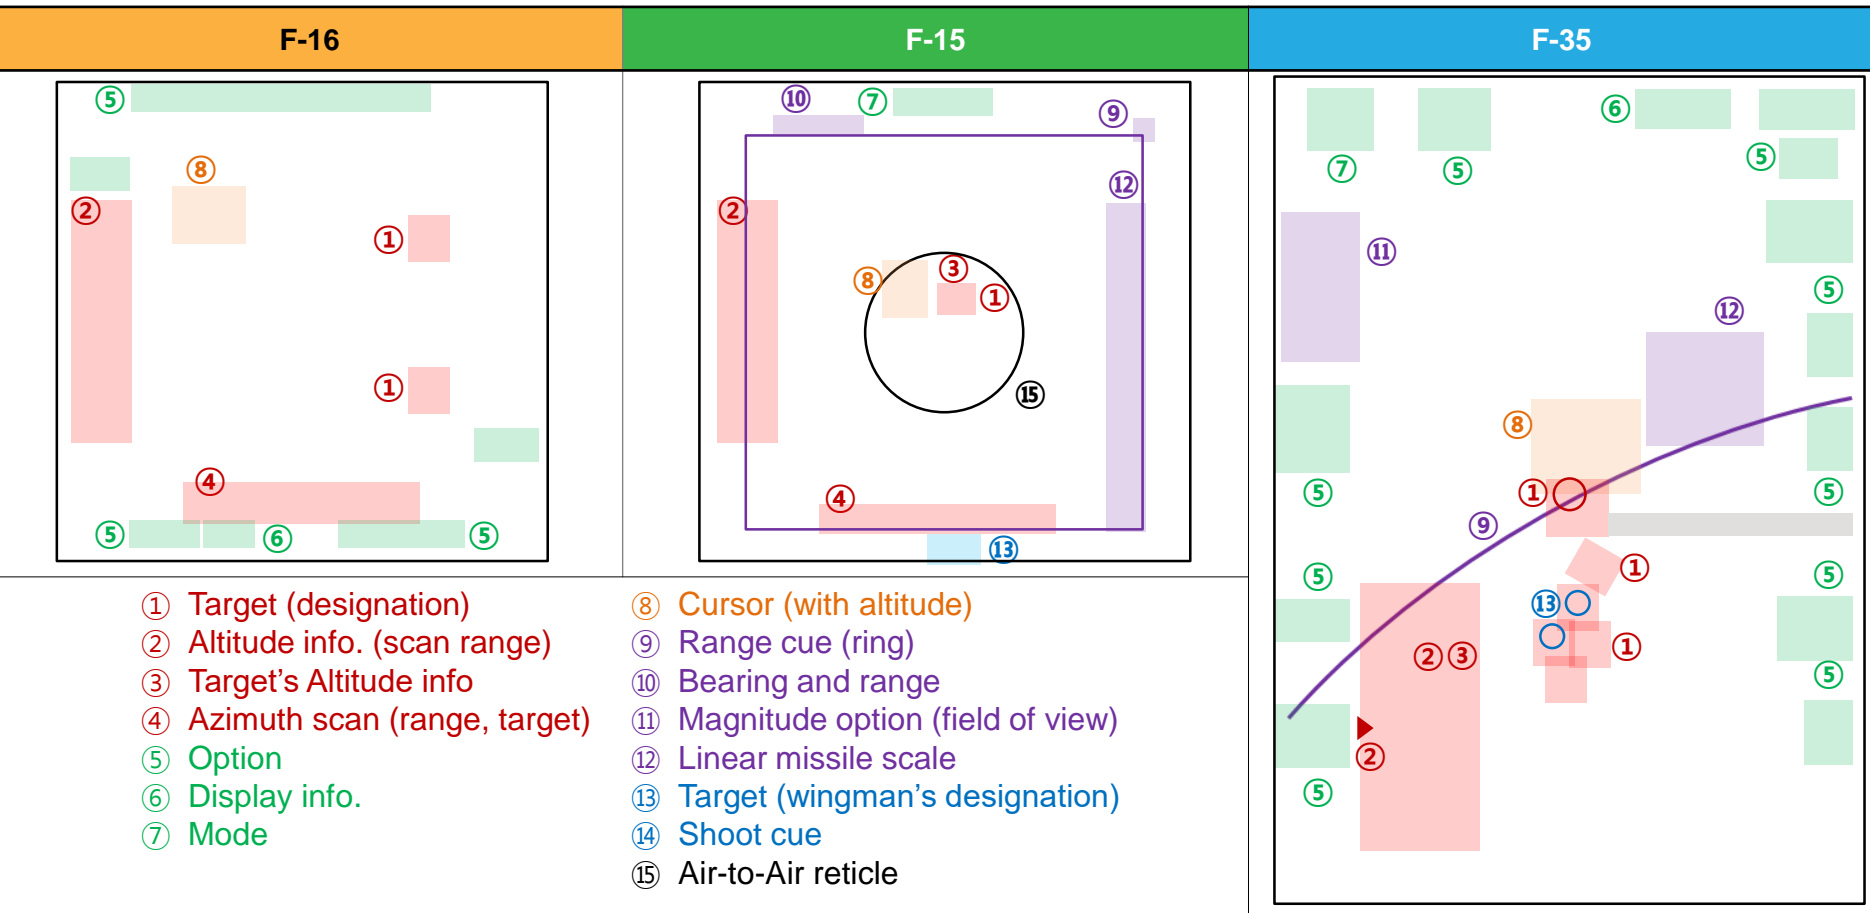 F-16
F-15
F-35
⑤
⑧
②
①
①
④
⑤
⑥
⑤
⑩
⑦
⑨
⑫
②
③
⑧
①
⑮
④
⑬
⑥
⑤
⑦
⑤
⑪
⑤
⑫
⑧
①
⑤
⑤
⑨
①
⑤
⑤
⑬
①
② ③
⑤
②
⑤
① Target (designation)
② Altitude info. (scan range)
③ Target's Altitude info
④ Azimuth scan (range, target)
⑤ Option
⑥ Display info.
⑦ Mode
⑧ Cursor (with altitude)
⑨ Range cue (ring)
⑩ Bearing and range
⑪ Magnitude option (field of view)
⑫ Linear missile scale
⑬ Target (wingman's designation)
⑭ Shoot cue
⑮ Air-to-Air reticle